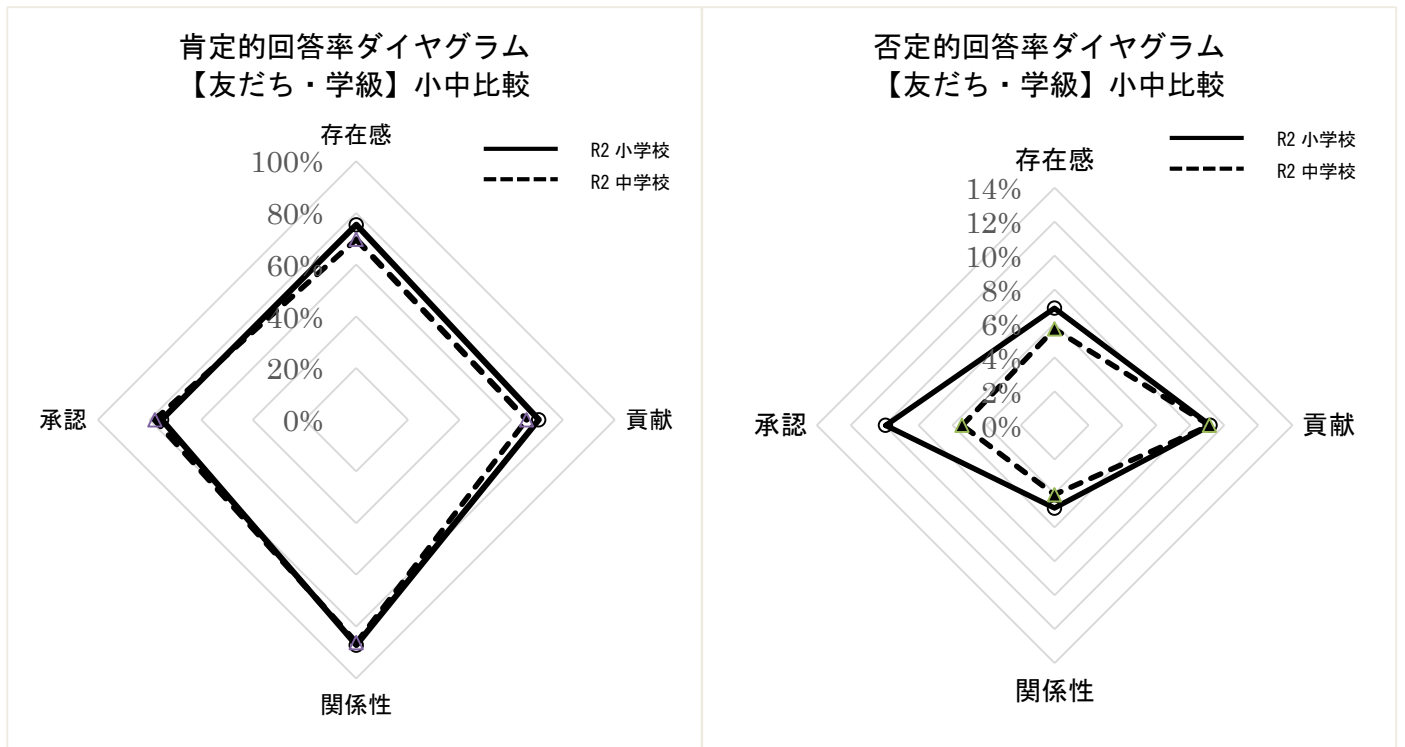 肯定的回答率ダイヤグラム
【友だち・学級】小中比較
存在感
R2 小学校
R2 中学校
100%
80%
60%
40%
20%
0%
承認
貢献
関係性
否定的回答率ダイヤグラム
【友だち・学級】小中比較
存在感
R2 小学校
R2 中学校
14%
12%
10%
8%
6%
4%
2%
0%
承認
貢献
関係性